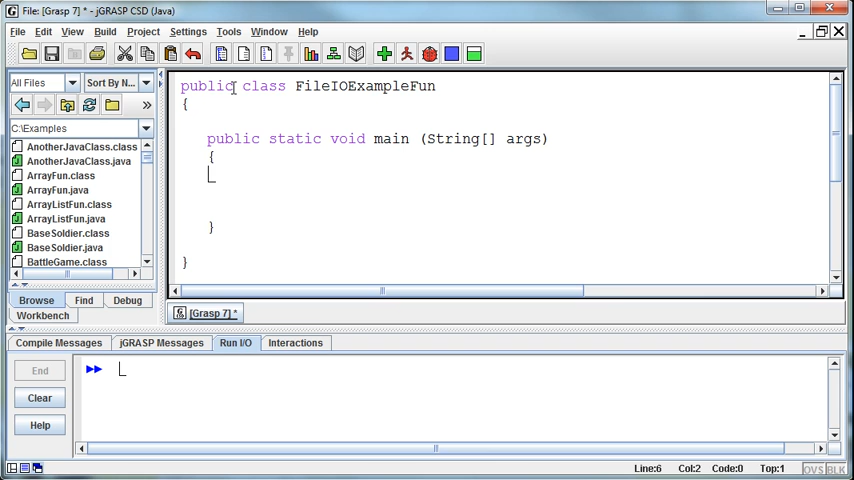 File: [Grasp 7] * - jGRASP CSD (Java)
File Edit View Build Project Settings Tools Window Help
All Files Sort By N...
C:\Examples
AnotherJavaClass.class
AnotherJavaClass.java
ArrayFun.class
ArrayFun.java
ArrayListFun.class
ArrayListFun.java
BaseSoldier.class
BaseSoldier.java
BattleGame.class
Browse Find Debug
Workbench
public class FileIOExampleFun
{
public static void main (String[] args)
{
}
}
[Grasp 7] *
Compile Messages jGRASP Messages Run I/O Interactions
End
Clear
Help
Line:6 Col:2 Code:0 Top:1 OVS BLK